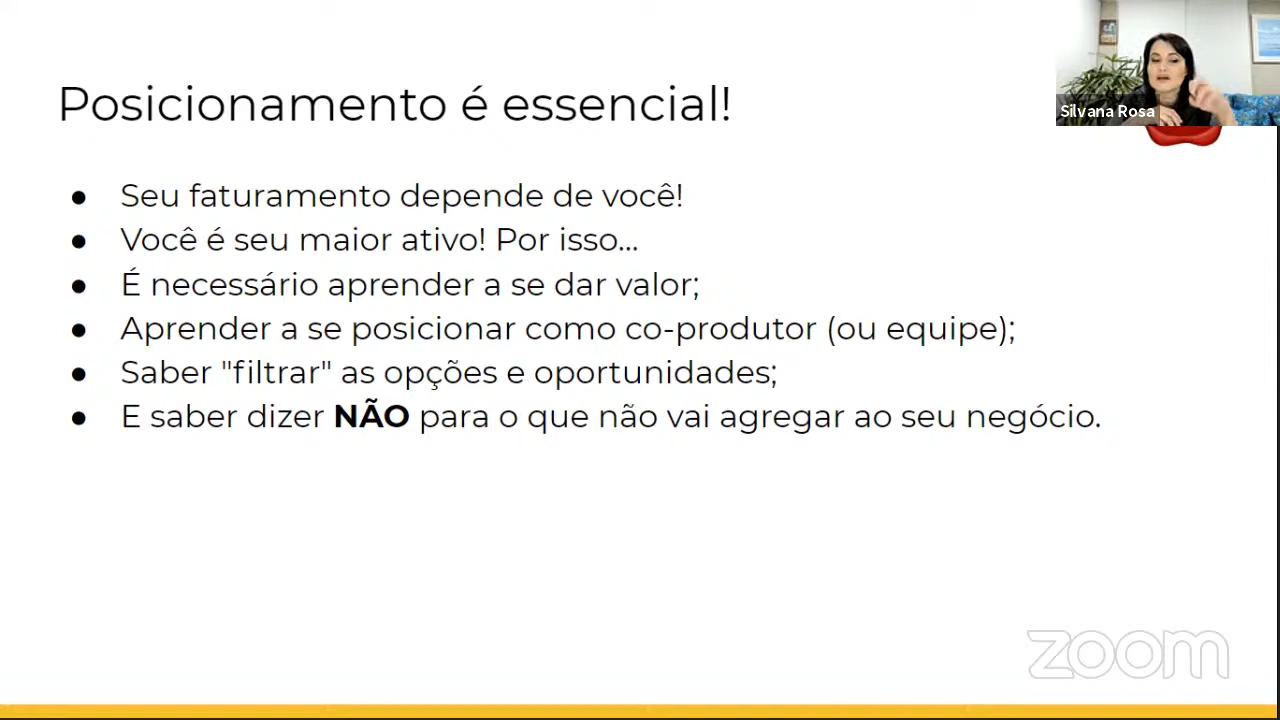 Posicionamento é essencial!
Silvana Rosa
● Seu faturamento depende de você!
● Você é seu maior ativo! Por isso...
● É necessário aprender a se dar valor;
● Aprender a se posicionar como co-produtor (ou equipe);
● Saber "filtrar" as opções e oportunidades;
● E saber dizer NÃO para o que não vai agregar ao seu negócio.
zoom